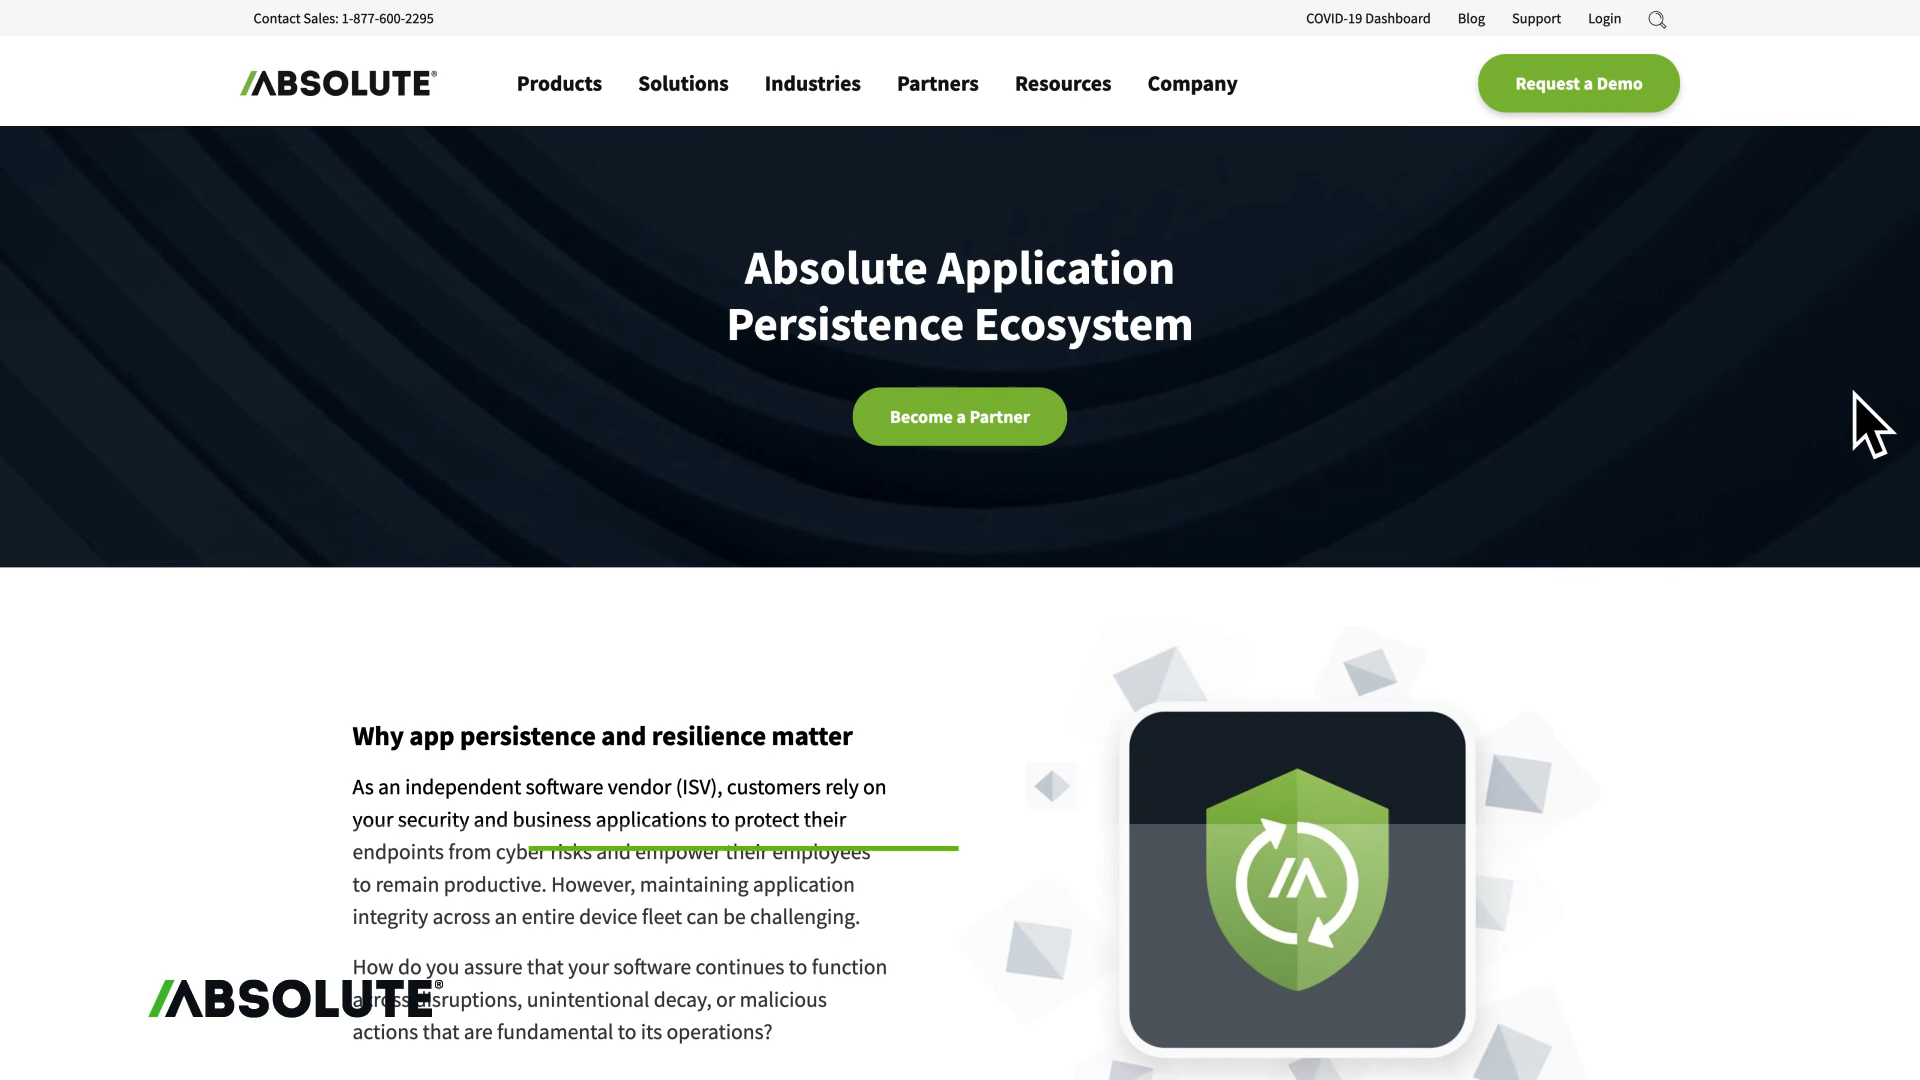 Contact Sales: 1-877-600-2295
COVID-19 Dashboard Blog Support Login
ABSOLUTE®
Products Solutions Industries Partners Resources Company
Request a Demo
Absolute Application
Persistence Ecosystem
Become a Partner
Why app persistence and resilience matter
As an independent software vendor (ISV), customers rely on
your security and business applications to protect their
endpoints from cyber risks and empower their employees
to remain productive. However, maintaining application
integrity across an entire device fleet can be challenging.
How do you assure that your software continues to function
across disruptions, unintentional decay, or malicious
actions that are fundamental to its operations?
ABSOLUTE®